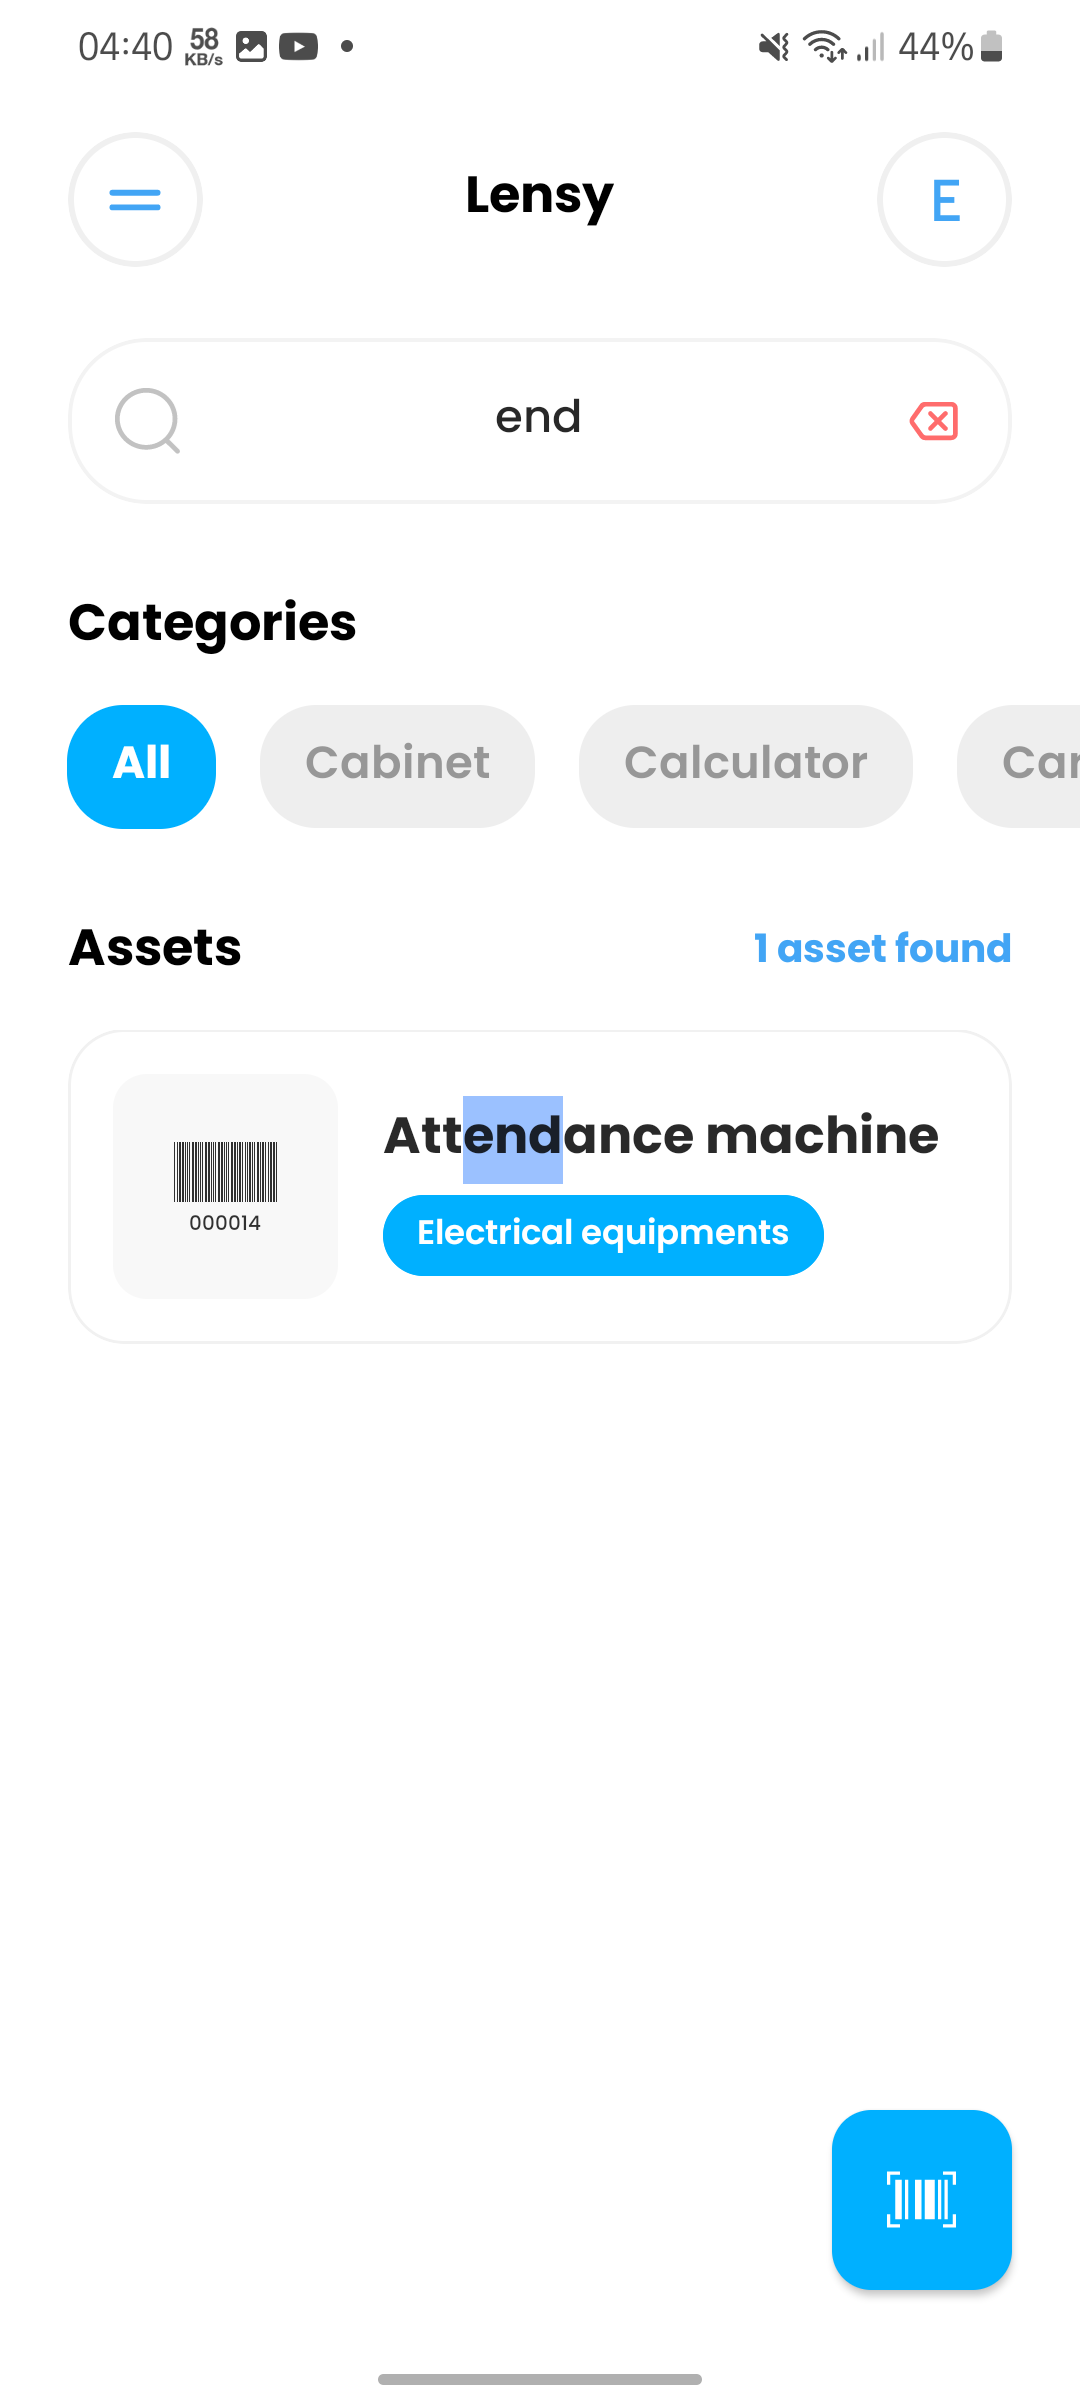 04:40 58 KB/s 44%
Lensy E
end
Categories
All Cabinet Calculator Car
Assets 1 asset found
Attendance machine
Electrical equipments
000014